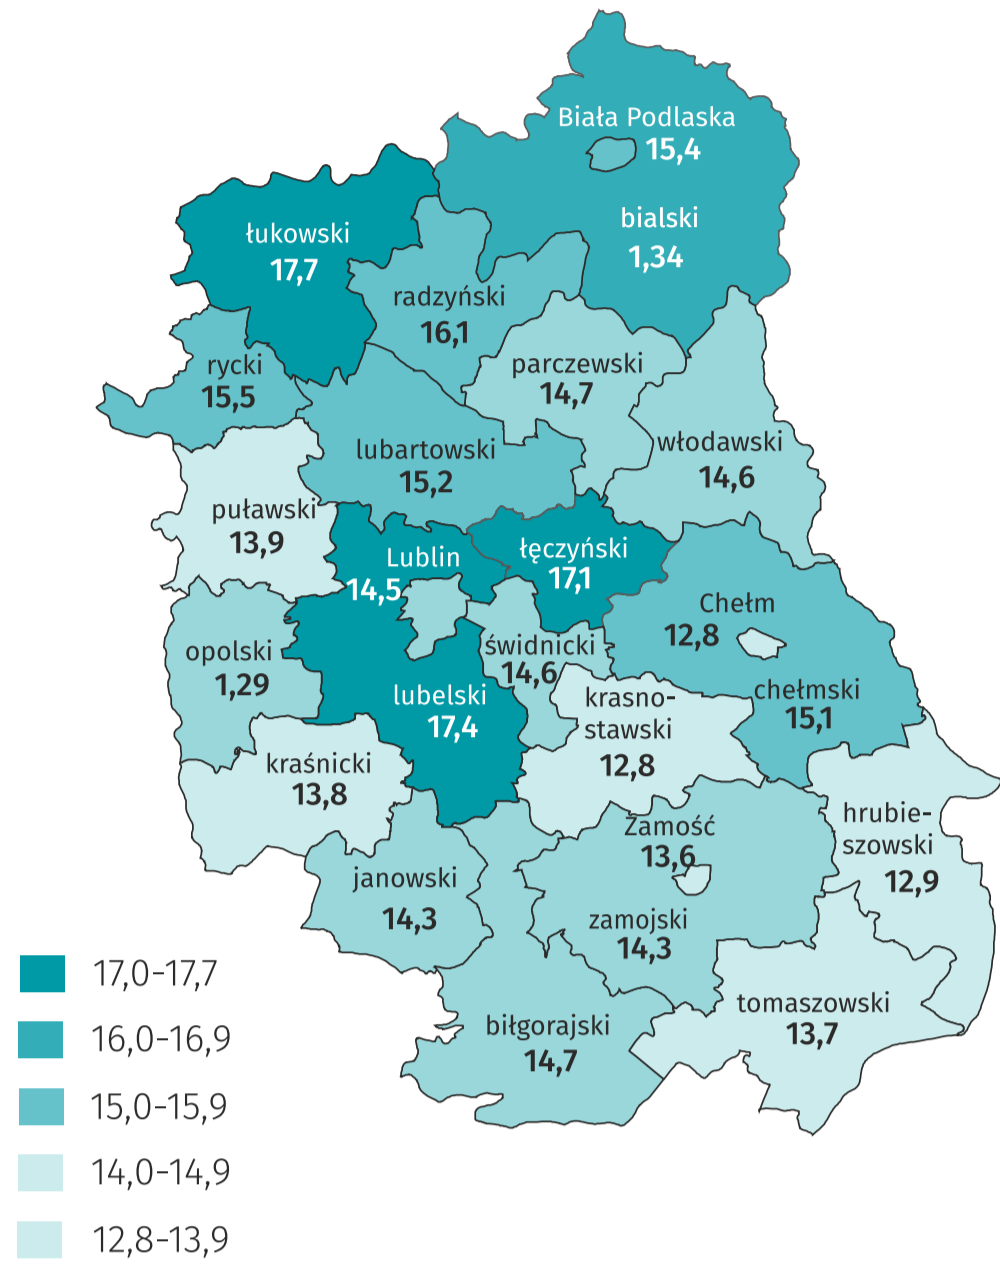 Biała Podlaska
15,4
bialski
1,34
łukowski
17,7
radzyński
16,1
rycki
15,5
parczewski
14,7
lubartowski
15,2
włodawski
14,6
puławski
13,9
Lublin
14,5
łęczyński
17,1
Chełm
12,8
opolski
1,29
świdnicki
14,6
lubelski
17,4
krasno-
stawski
12,8
chełmski
15,1
kraśnicki
13,8
hrubie-
szowski
12,9
Zamość
13,6
janowski
14,3
zamojski
14,3
tomaszowski
13,7
biłgorajski
14,7
17,0-17,7
16,0-16,9
15,0-15,9
14,0-14,9
12,8-13,9